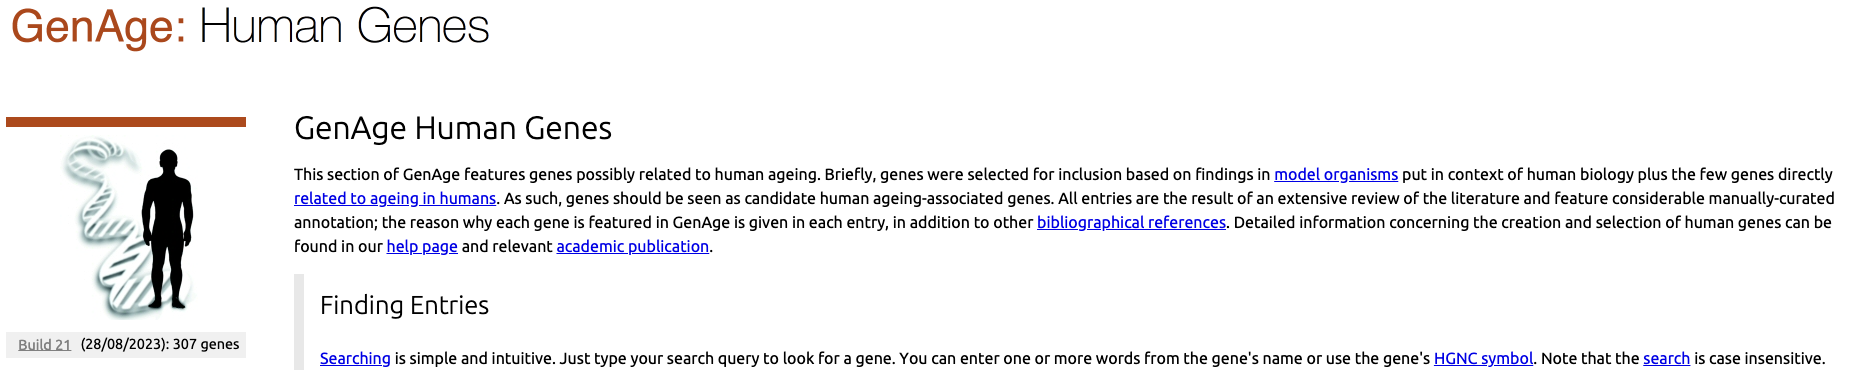 GenAge: Human Genes
GenAge Human Genes
This section of GenAge features genes possibly related to human ageing. Briefly, genes were selected for inclusion based on findings in model organisms put in context of human biology plus the few genes directly
related to ageing in humans. As such, genes should be seen as candidate human ageing-associated genes. All entries are the result of an extensive review of the literature and feature considerable manually-curated
annotation; the reason why each gene is featured in GenAge is given in each entry, in addition to other bibliographical references. Detailed information concerning the creation and selection of human genes can be
found in our help page and relevant academic publication.
Finding Entries
Build 21 (28/08/2023): 307 genes
Searching is simple and intuitive. Just type your search query to look for a gene. You can enter one or more words from the gene's name or use the gene's HGNC symbol. Note that the search is case insensitive.